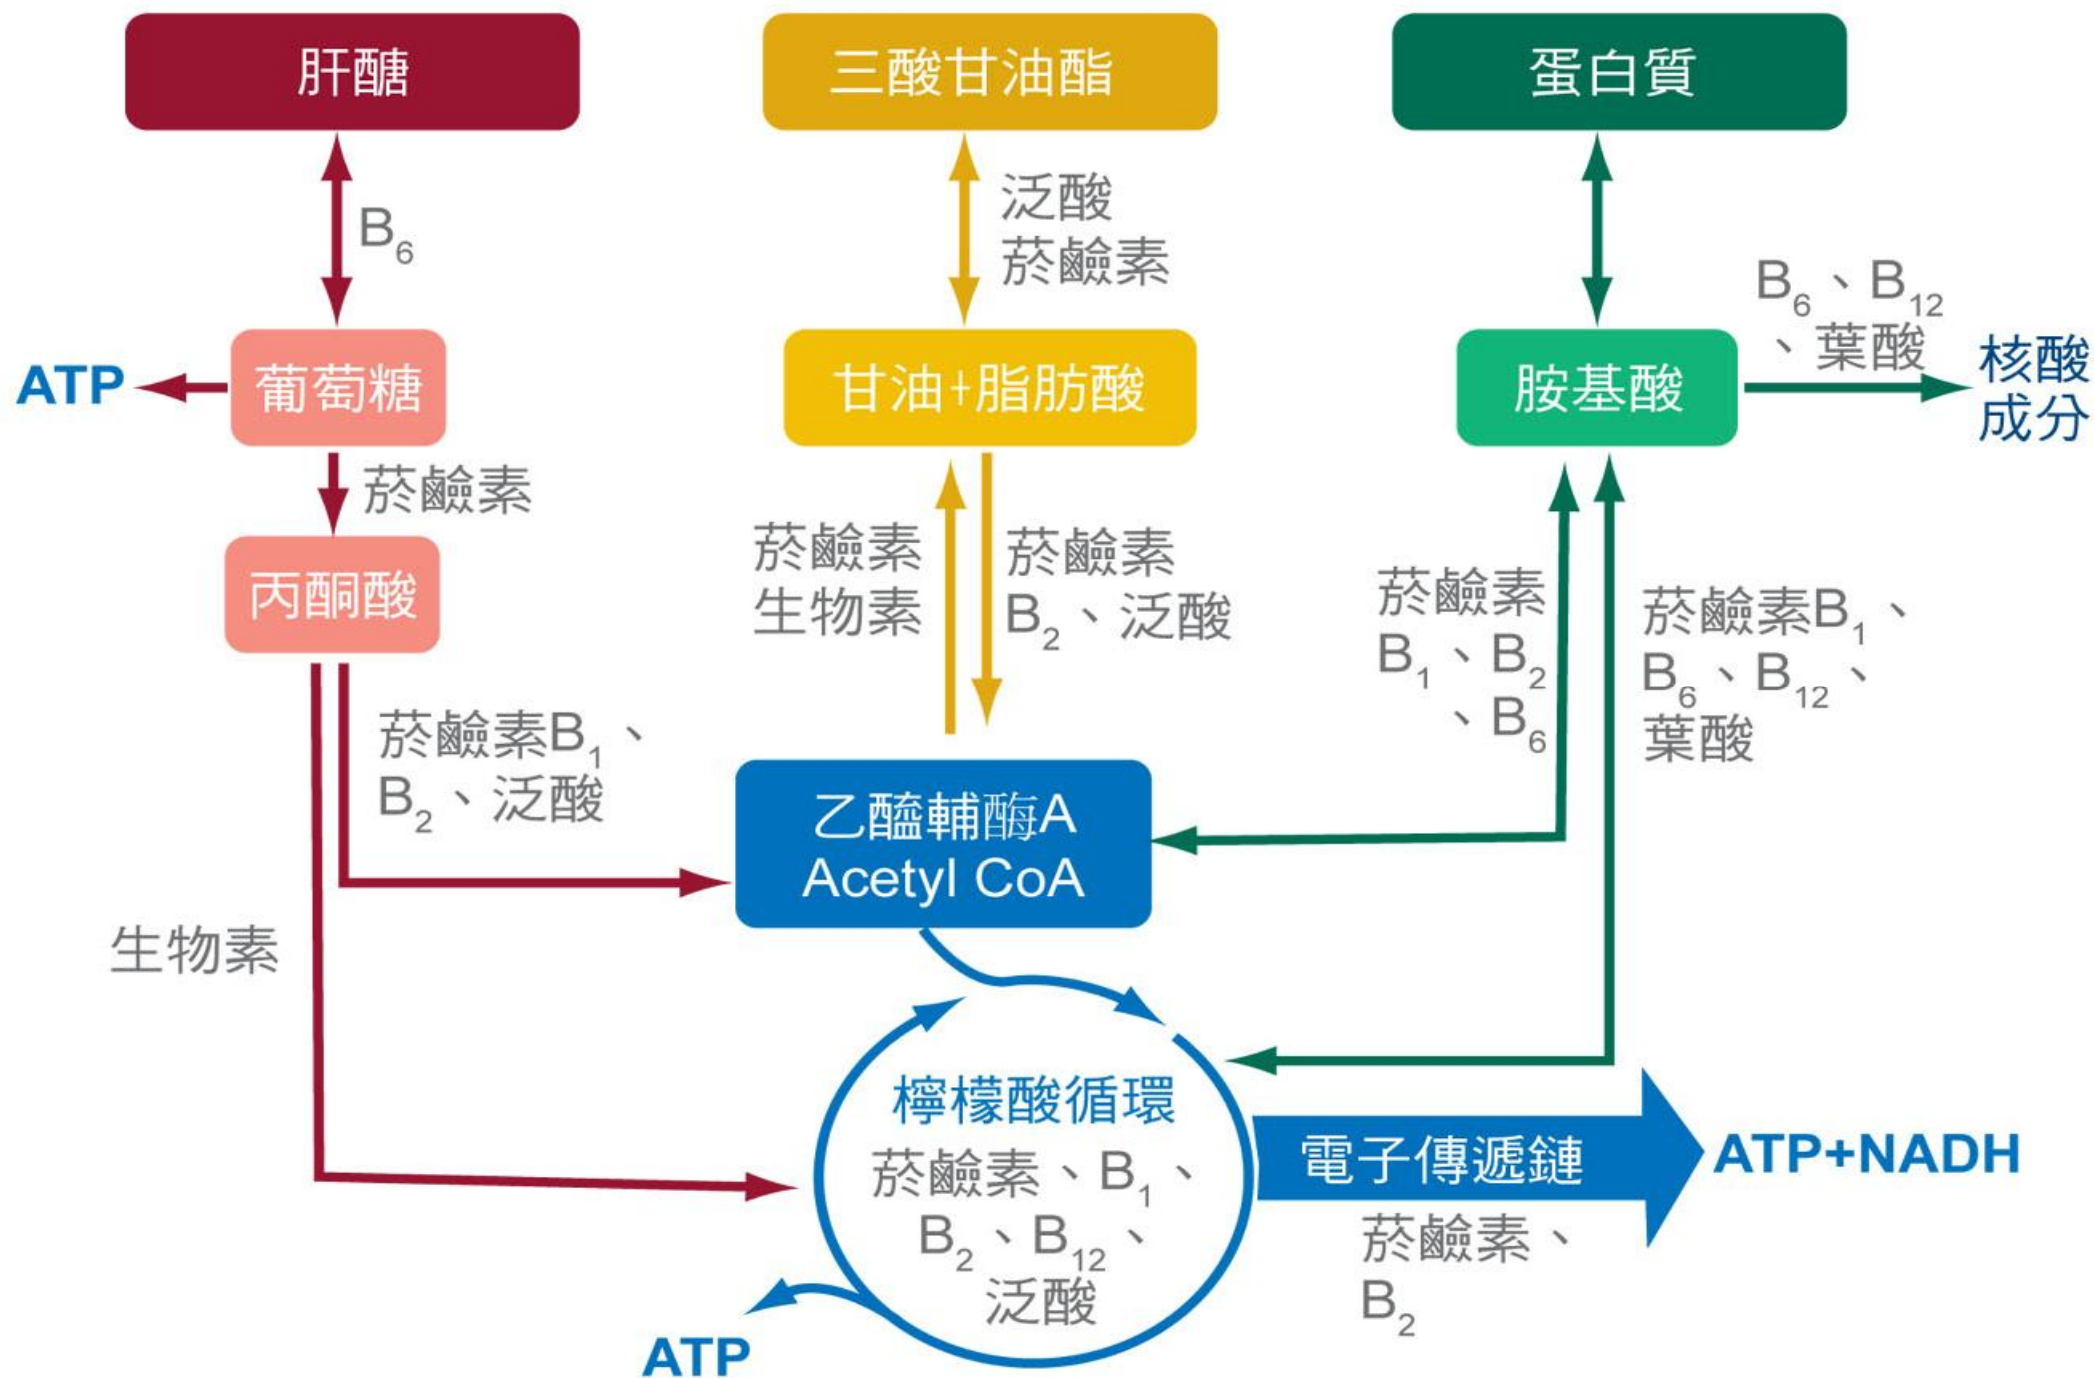 肝醣
三酸甘油酯
蛋白質
B₆
泛酸
菸鹼素
B₆、B₁₂
、葉酸
ATP
葡萄糖
甘油+脂肪酸
胺基酸
核酸
成分
菸鹼素
丙酮酸
菸鹼素
生物素
菸鹼素
B₂、泛酸
菸鹼素
B₁、B₂
、B₆
菸鹼素B₁、
B₆、B₁₂、
葉酸
菸鹼素B₁、
B₂、泛酸
乙醯輔酶A
Acetyl CoA
生物素
檸檬酸循環
菸鹼素、B₁、
B₂、B₁₂、
泛酸
電子傳遞鏈
ATP+NADH
菸鹼素、
B₂
ATP